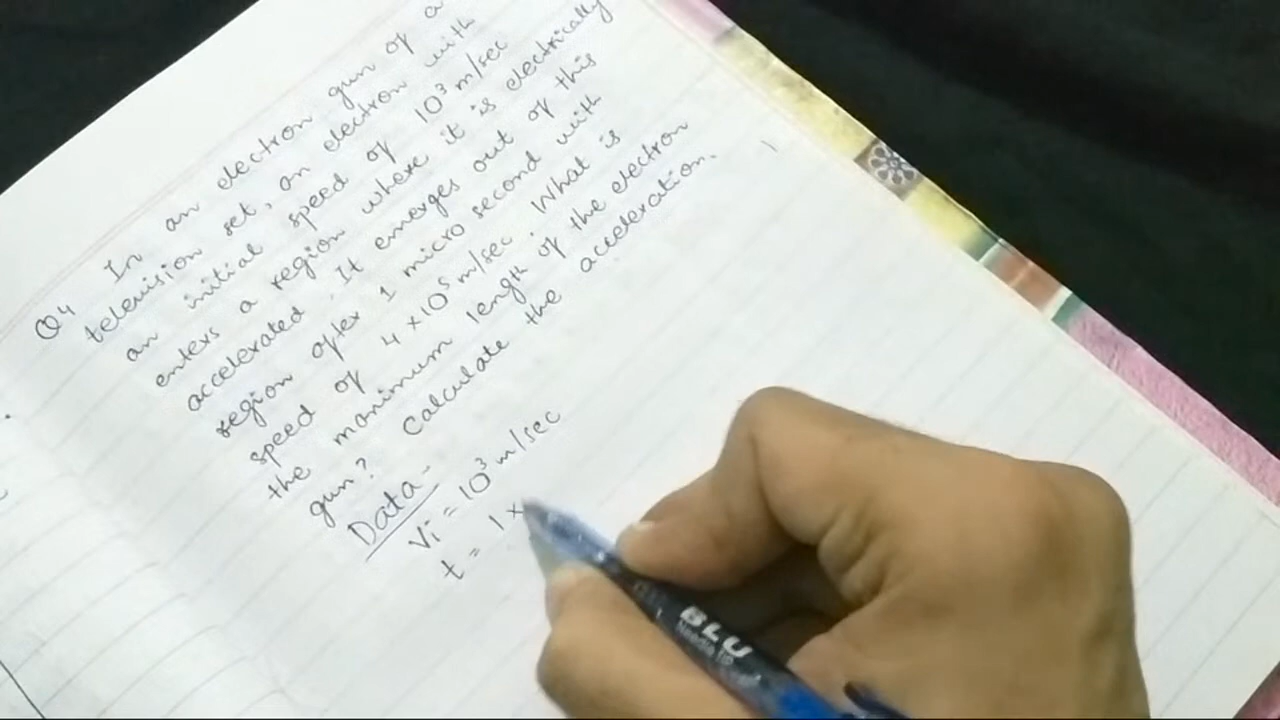 Q4 In an electron gun of a
television set, an electron with
an initial speed of 10³ m/sec
enters a region where it is electrically
accelerated. It emerges out of this
region after 1 micro second with
speed of 4 × 10⁵ m/sec What is
the maximum length of the electron
gun? Calculate the acceleration.
Data -
Vi = 10³ m/sec
t = 1 ×
BLU
Needle tip